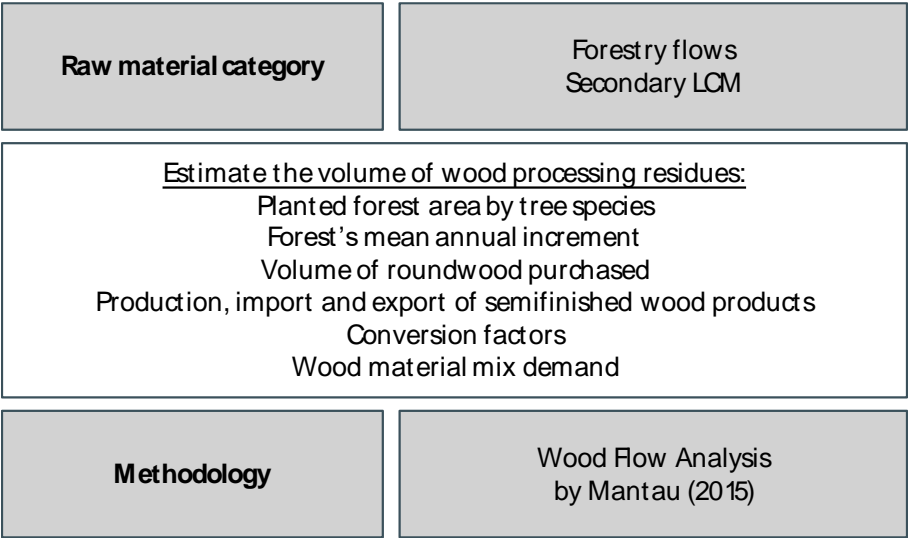 Raw material category
Forestry flows
Secondary LCM
Estimate the volume of wood processing residues:
Planted forest area by tree species
Forest’s mean annual increment
Volume of roundwood purchased
Production, import and export of semifinished wood products
Conversion factors
Wood material mix demand
Methodology
Wood Flow Analysis
by Mantau (2015)